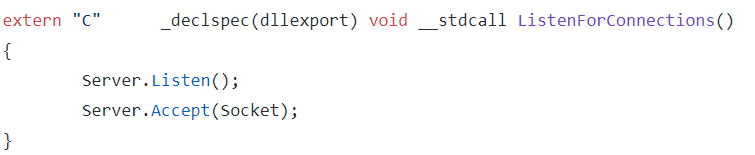 extern "C"     _declspec(dllexport) void __stdcall ListenForConnections()
{
        Server.Listen();
        Server.Accept(Socket);
}